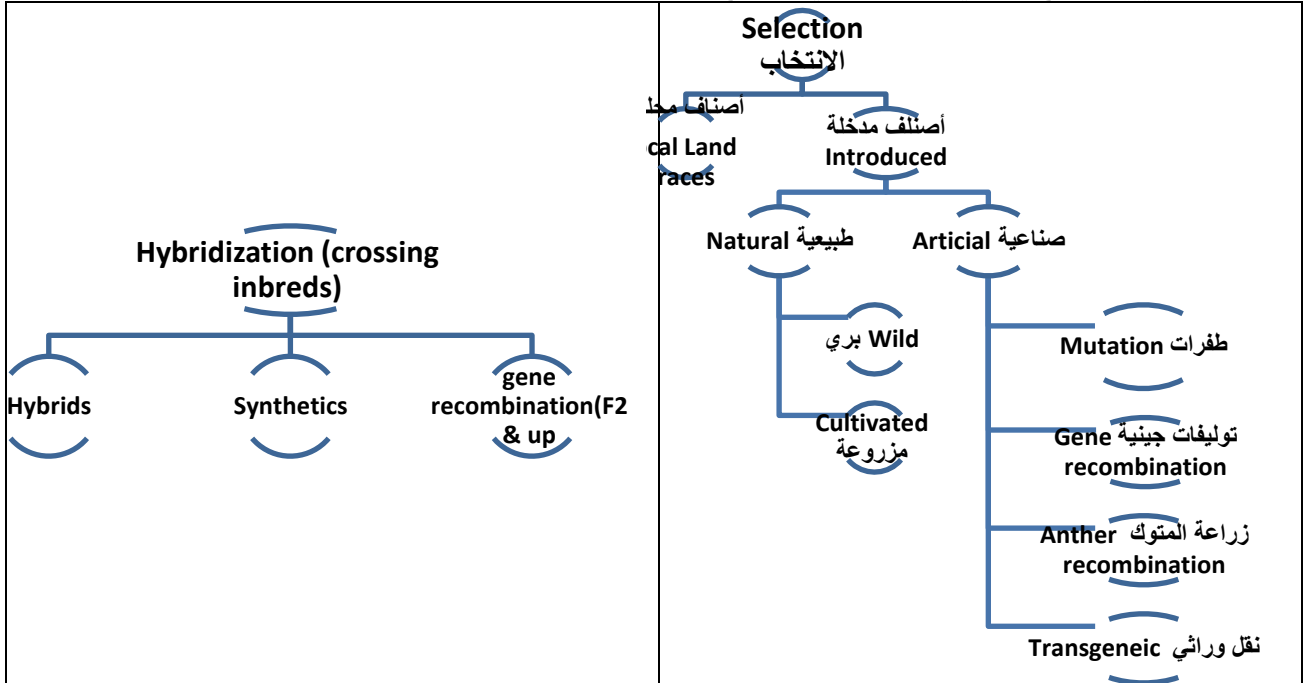 Hybridization (crossing
inbreds)
Hybrids
Synthetics
gene
recombination(F2
& up
Selection
الانتخاب
أصناف محل
cal Land
races
أصنلف مدخلة
Introduced
Natural طبيعية
Articial صناعية
بري Wild
Cultivated
مزروعة
Mutation طفرات
Gene توليفات جينية
recombination
Anther زراعة المتوك
recombination
Transgeneic نقل وراثي